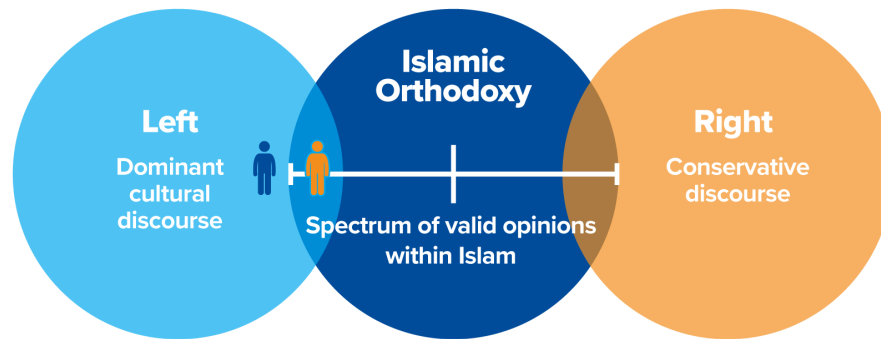 Left
Dominant
cultural
discourse
Islamic
Orthodoxy
Spectrum of valid opinions
within Islam
Right
Conservative
discourse